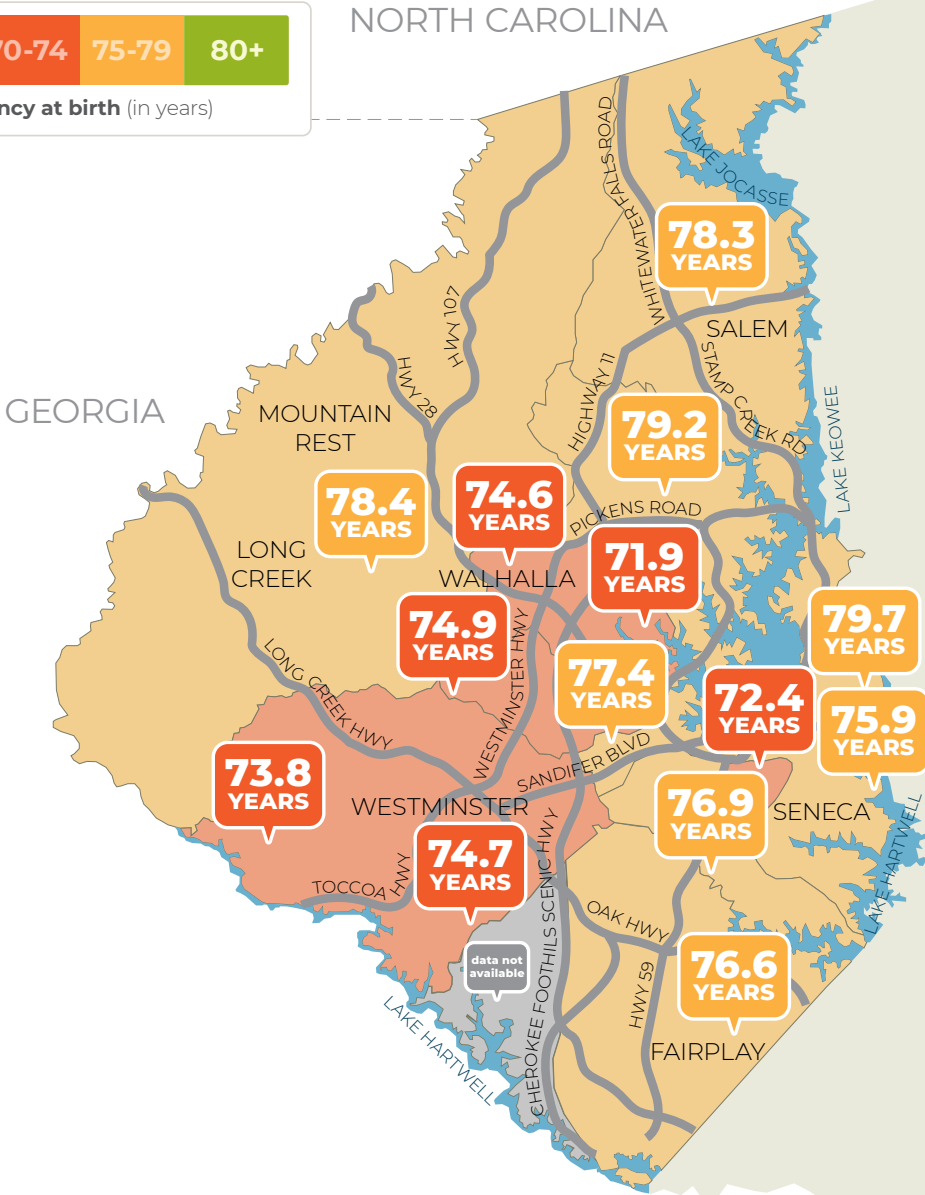 NORTH CAROLINA
75-79
80+
at birth (in years)
LAKE JOCASSE
WHITEWATER FALLS ROAD
78.3
YEARS
SALEM
HWY 107
HWY 28
HIGHWAY 11
STAMP CREEK RD
GEORGIA
MOUNTAIN
REST
79.2
YEARS
LAKE KEOWEE
78.4
YEARS
74.6
YEARS
PICKENS ROAD
LONG
CREEK
WALHALLA
71.9
YEARS
74.9
YEARS
WESTMINSTER HWY
79.7
YEARS
LONG CREEK HWY
77.4
YEARS
72.4
YEARS
75.9
YEARS
SANDIFER BLVD
73.8
YEARS
WESTMINSTER
76.9
YEARS
SENECA
LAKE HARTWELL
74.7
YEARS
TOCCOA HWY
CHEROKEE FOOTHILS SCENIC HWY
OAK HWY
data not
available
HWY 59
76.6
YEARS
LAKE HARTWELL
FAIRPLAY